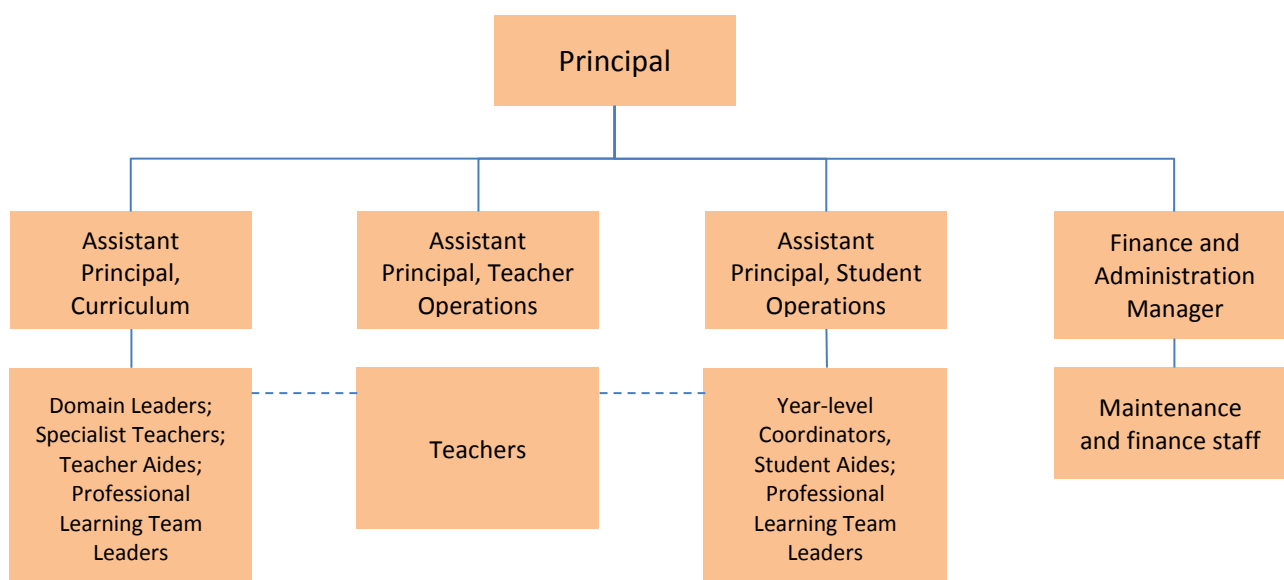 Principal
Assistant
Principal,
Curriculum
Assistant
Principal, Teacher
Operations
Assistant
Principal, Student
Operations
Finance and
Administration
Manager
Domain Leaders;
Specialist Teachers;
Teacher Aides;
Professional
Learning Team
Leaders
Teachers
Year-level
Coordinators,
Student Aides;
Professional
Learning Team
Leaders
Maintenance
and finance staff